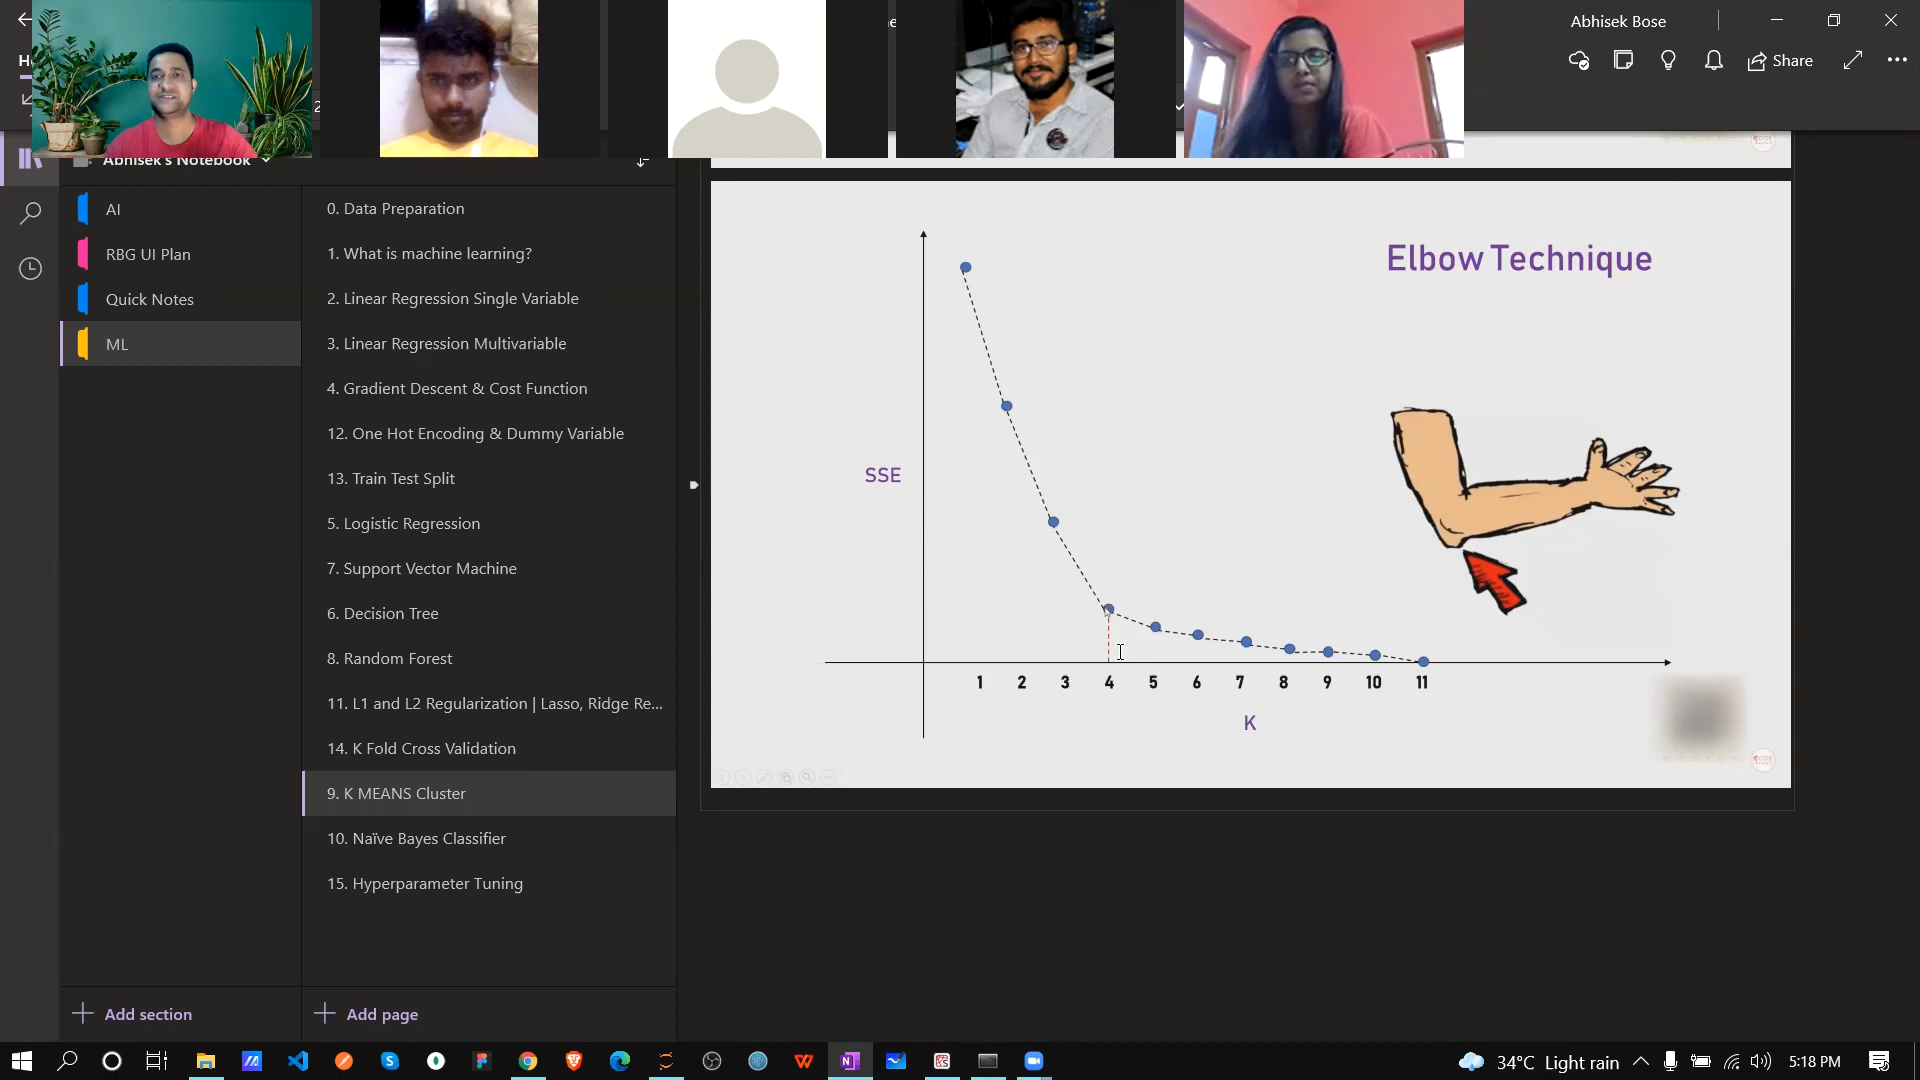 Abhisek Bose
Share
Abhisek's Notebook
AI
RBG UI Plan
Quick Notes
ML
0. Data Preparation
1. What is machine learning?
2. Linear Regression Single Variable
3. Linear Regression Multivariable
4. Gradient Descent & Cost Function
12. One Hot Encoding & Dummy Variable
13. Train Test Split
5. Logistic Regression
7. Support Vector Machine
6. Decision Tree
8. Random Forest
11. L1 and L2 Regularization | Lasso, Ridge Re...
14. K Fold Cross Validation
9. K MEANS Cluster
10. Naïve Bayes Classifier
15. Hyperparameter Tuning
Add section
Add page
Elbow Technique
SSE
1 2 3 4 5 6 7 8 9 10 11
K
34°C Light rain
5:18 PM